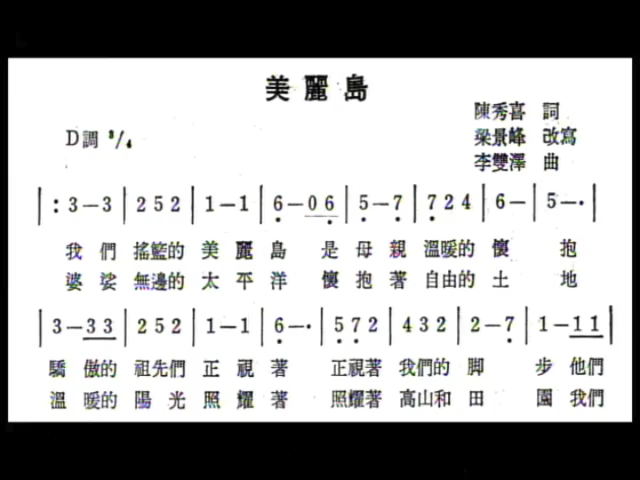 美麗島
陳秀喜 詞
D調 3/4 梁景峰 改寫
李雙澤 曲
|: 3—3 | 2 5 2 | 1—1 | 6—0 6 | 5—7 | 7 2 4 | 6— | 5—· |
我 們 搖籃的 美 麗 島 是 母 親 溫暖的 懷 抱
婆 娑 無邊的 太 平 洋 懷 抱著 自由的 土 地
| 3—3 3 | 2 5 2 | 1—1 | 6—· | 5 7 2 | 4 3 2 | 2—7 | 1—1 1 |
驕 傲的 祖先們 正 視 著 正視著 我們的 脚 步 他們
溫 暖的 陽 光 照 耀 著 照耀著 高山和 田 園 我們